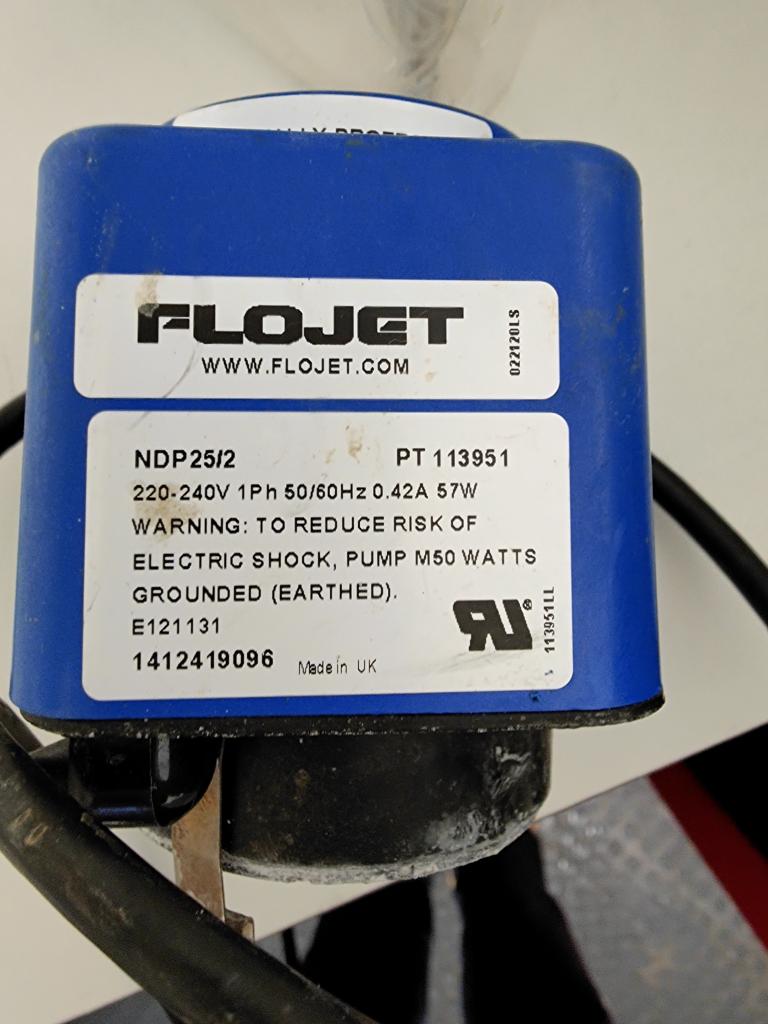 FLOJET
WWW.FLOJET.COM
022120LS
NDP25/2 PT 113951
220-240V 1Ph 50/60Hz 0.42A 57W
WARNING: TO REDUCE RISK OF
ELECTRIC SHOCK, PUMP M50 WATTS
GROUNDED (EARTHED).
E121131
1412419096 Made in UK
RU®
113951LL